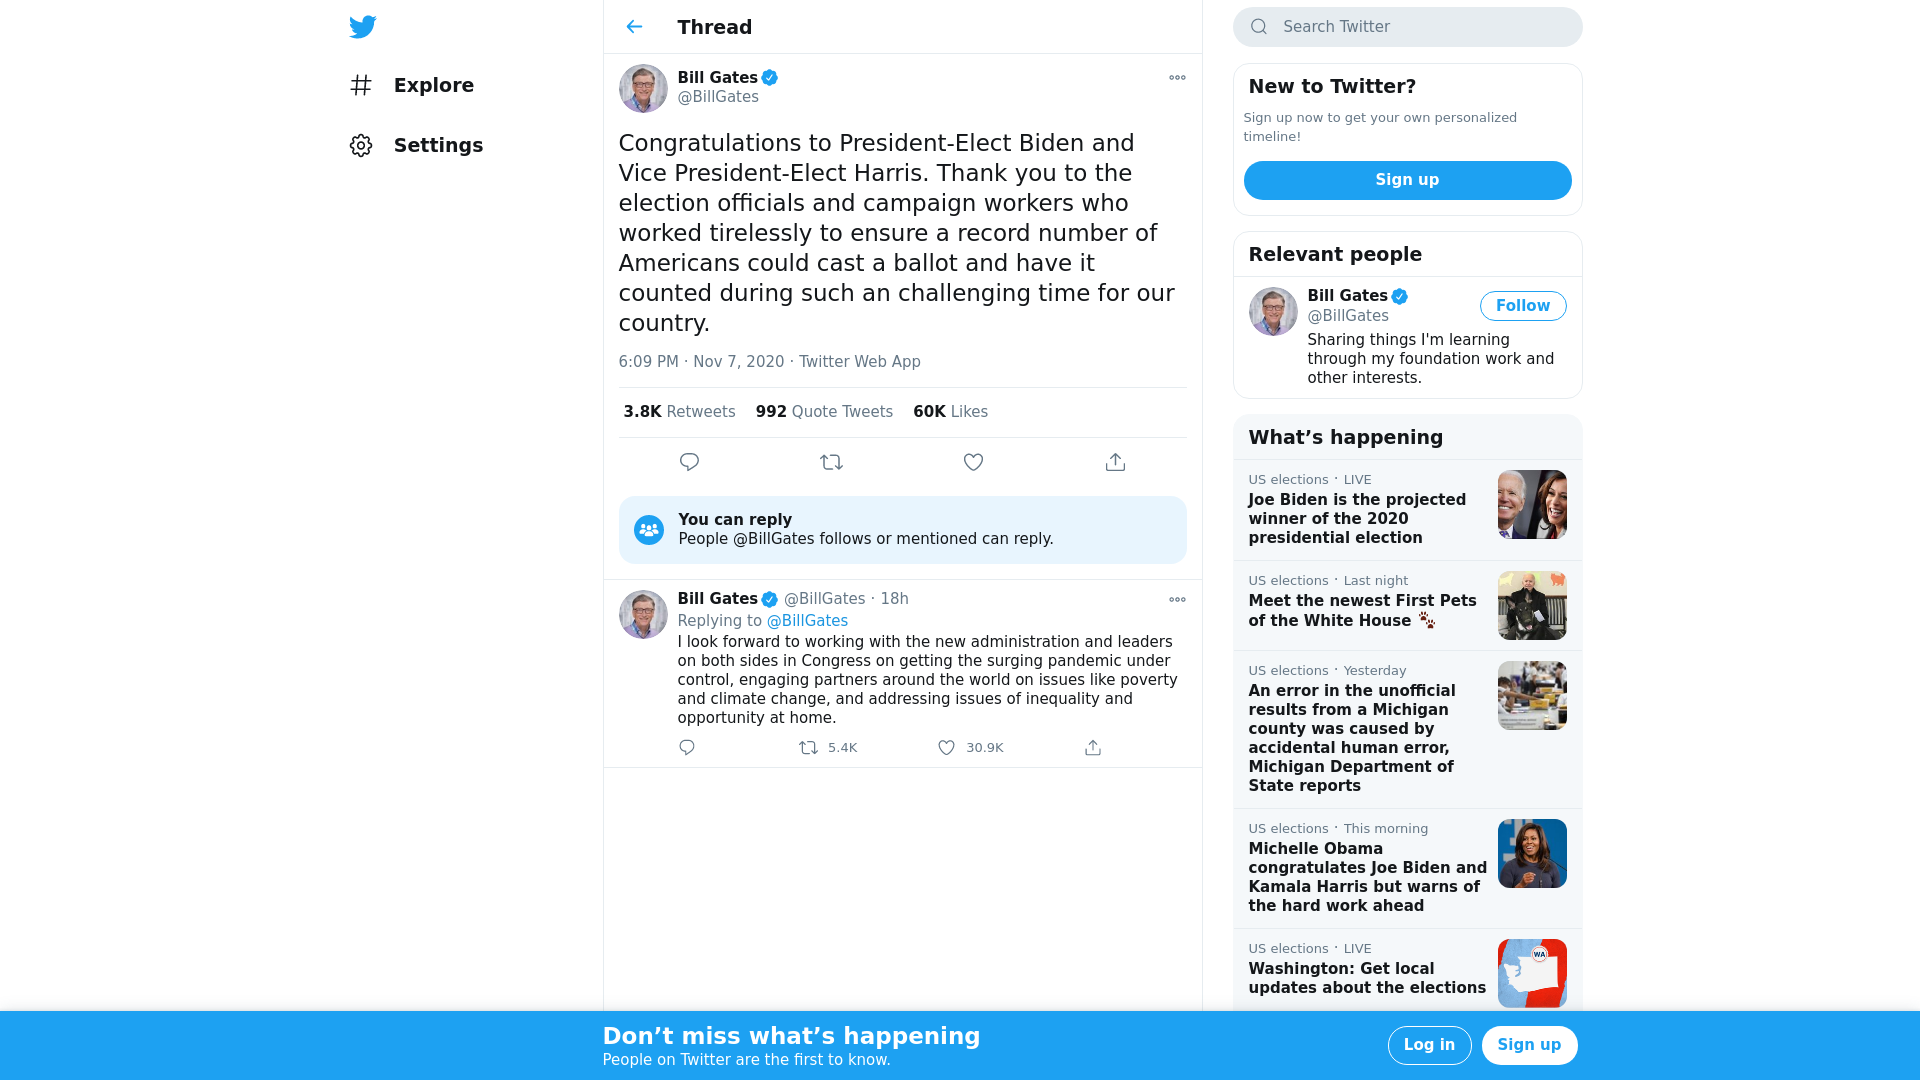 Explore
Settings
Thread
Bill Gates
@BillGates
Congratulations to President-Elect Biden and
Vice President-Elect Harris. Thank you to the
election officials and campaign workers who
worked tirelessly to ensure a record number of
Americans could cast a ballot and have it
counted during such an challenging time for our
country.
6:09 PM · Nov 7, 2020 · Twitter Web App
3.8K Retweets 992 Quote Tweets 60K Likes
You can reply
People @BillGates follows or mentioned can reply.
Bill Gates @BillGates · 18h
Replying to @BillGates
I look forward to working with the new administration and leaders
on both sides in Congress on getting the surging pandemic under
control, engaging partners around the world on issues like poverty
and climate change, and addressing issues of inequality and
opportunity at home.
5.4K 30.9K
Search Twitter
New to Twitter?
Sign up now to get your own personalized
timeline!
Sign up
Relevant people
Bill Gates
@BillGates
Follow
Sharing things I'm learning
through my foundation work and
other interests.
What’s happening
US elections · LIVE
Joe Biden is the projected
winner of the 2020
presidential election
US elections · Last night
Meet the newest First Pets
of the White House 🐾
US elections · Yesterday
An error in the unofficial
results from a Michigan
county was caused by
accidental human error,
Michigan Department of
State reports
US elections · This morning
Michelle Obama
congratulates Joe Biden and
Kamala Harris but warns of
the hard work ahead
US elections · LIVE
Washington: Get local
updates about the elections
WA
Don’t miss what’s happening
People on Twitter are the first to know.
Log in
Sign up